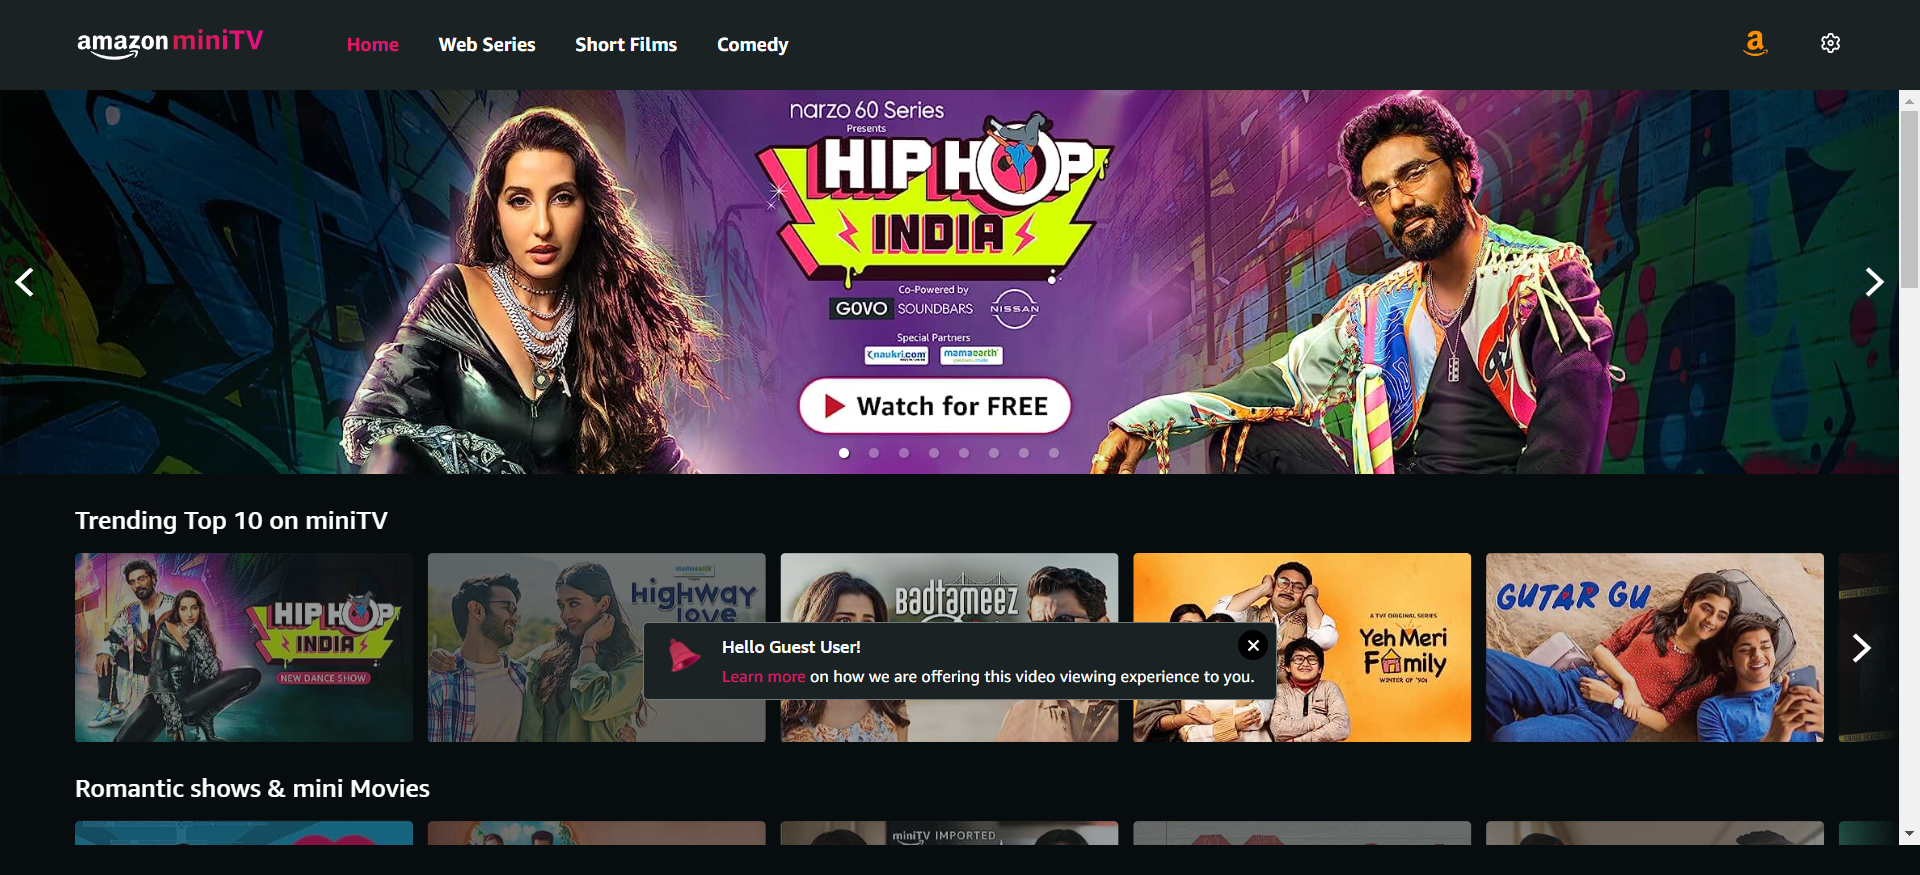 amazon miniTV
Home
Web Series
Short Films
Comedy
a
narzo 60 Series
Presents
HIP HOP
INDIA
Co-Powered by
GOVO SOUNDBARS NISSAN
Special Partners
naukri.com mamaearth
Watch for FREE
Trending Top 10 on miniTV
HIP HOP
INDIA
NEW DANCE SHOW
mamaearth
HIGHWAY
LOVE
BADTAMEEZ
A TVF ORIGINAL SERIES
Yeh Meri
Family
WINTER OF '90s
GUTAR GU
Hello Guest User!
Learn more on how we are offering this video viewing experience to you.
Romantic shows & mini Movies
miniTV IMPORTED